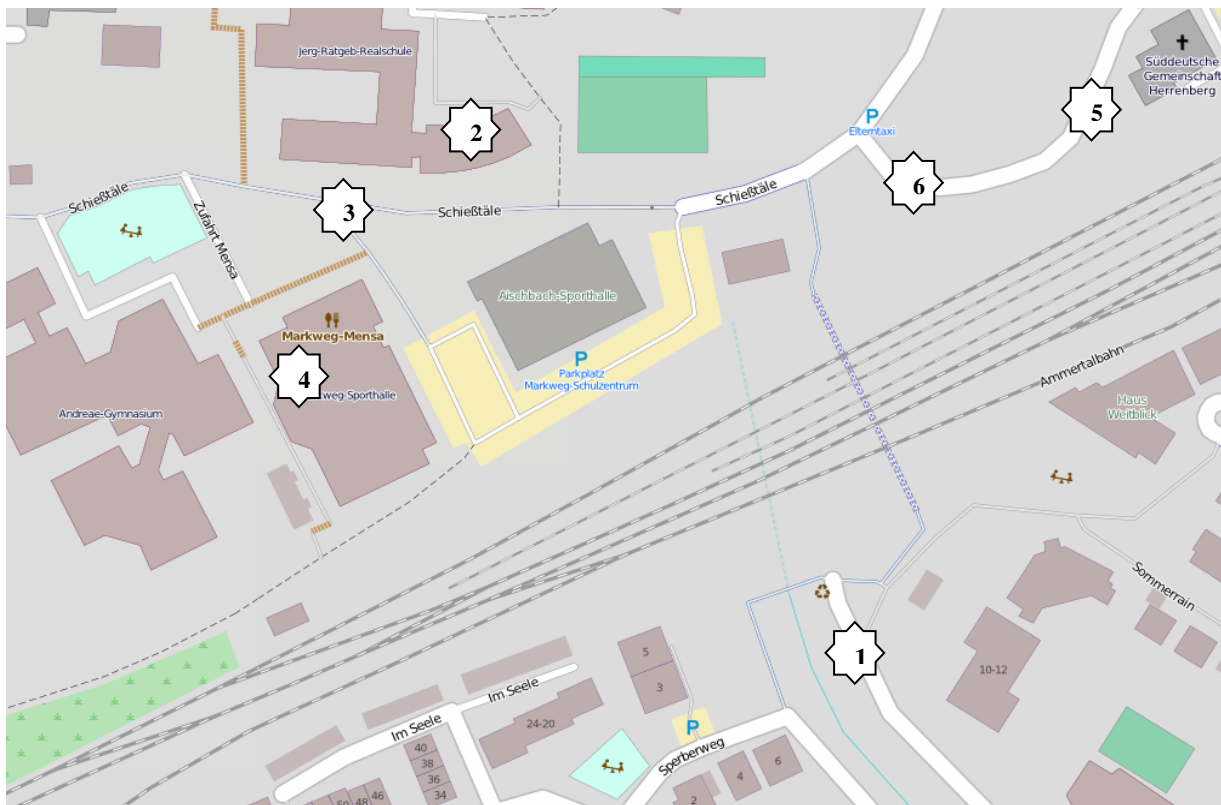 Jerg-Ratgeb-Realschule
Süddeutsche
Gemeinschaft
Herrenberg
P
Elterntaxi
2
5
6
3
Schießtäle
Schießtäle
Schießtäle
Zufahrt Mensa
Alschbach-Sporthalle
Markweg-Mensa
4
weg-Sporthalle
P
Parkplatz
Markweg-Schulzentrum
Andreae-Gymnasium
Ammertalbahn
Haus
Weitblick
Sommerrain
1
10-12
5
3
Im Seele
Im Seele
24-20
P
Sperberweg
40
38
36
34
46
48
50
6
4
2